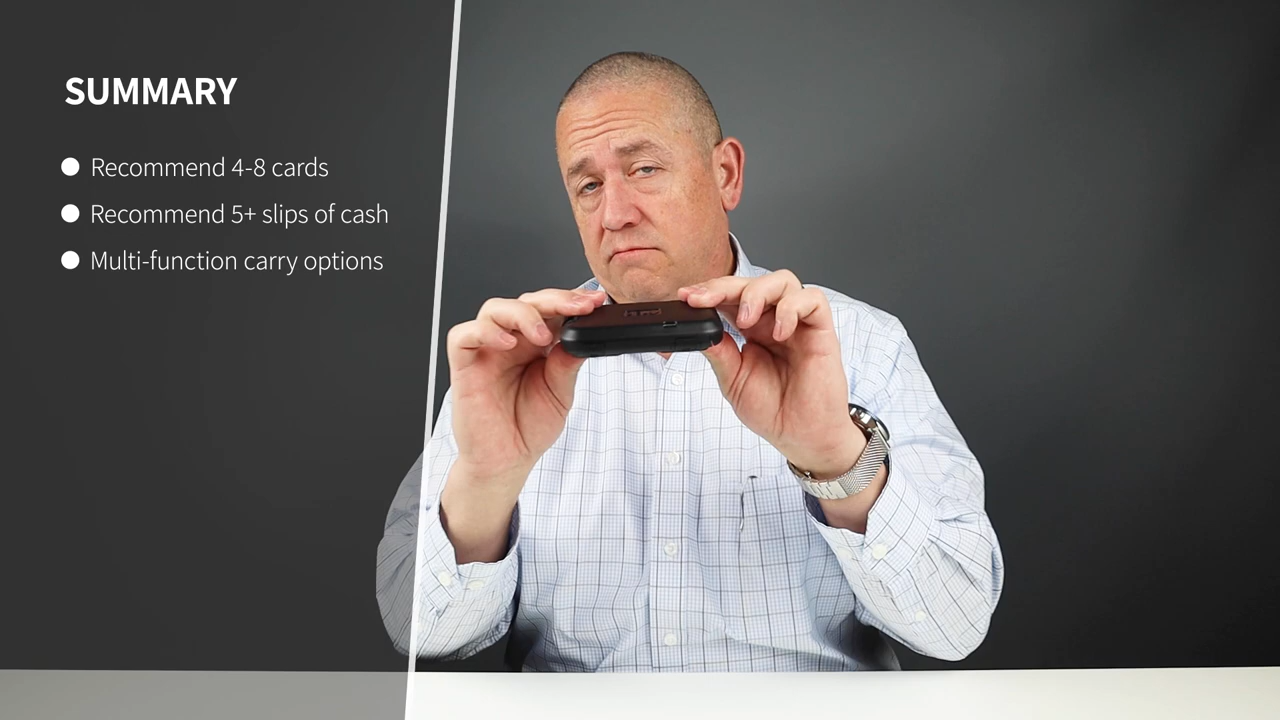 SUMMARY
Recommend 4-8 cards
Recommend 5+ slips of cash
Multi-function carry options